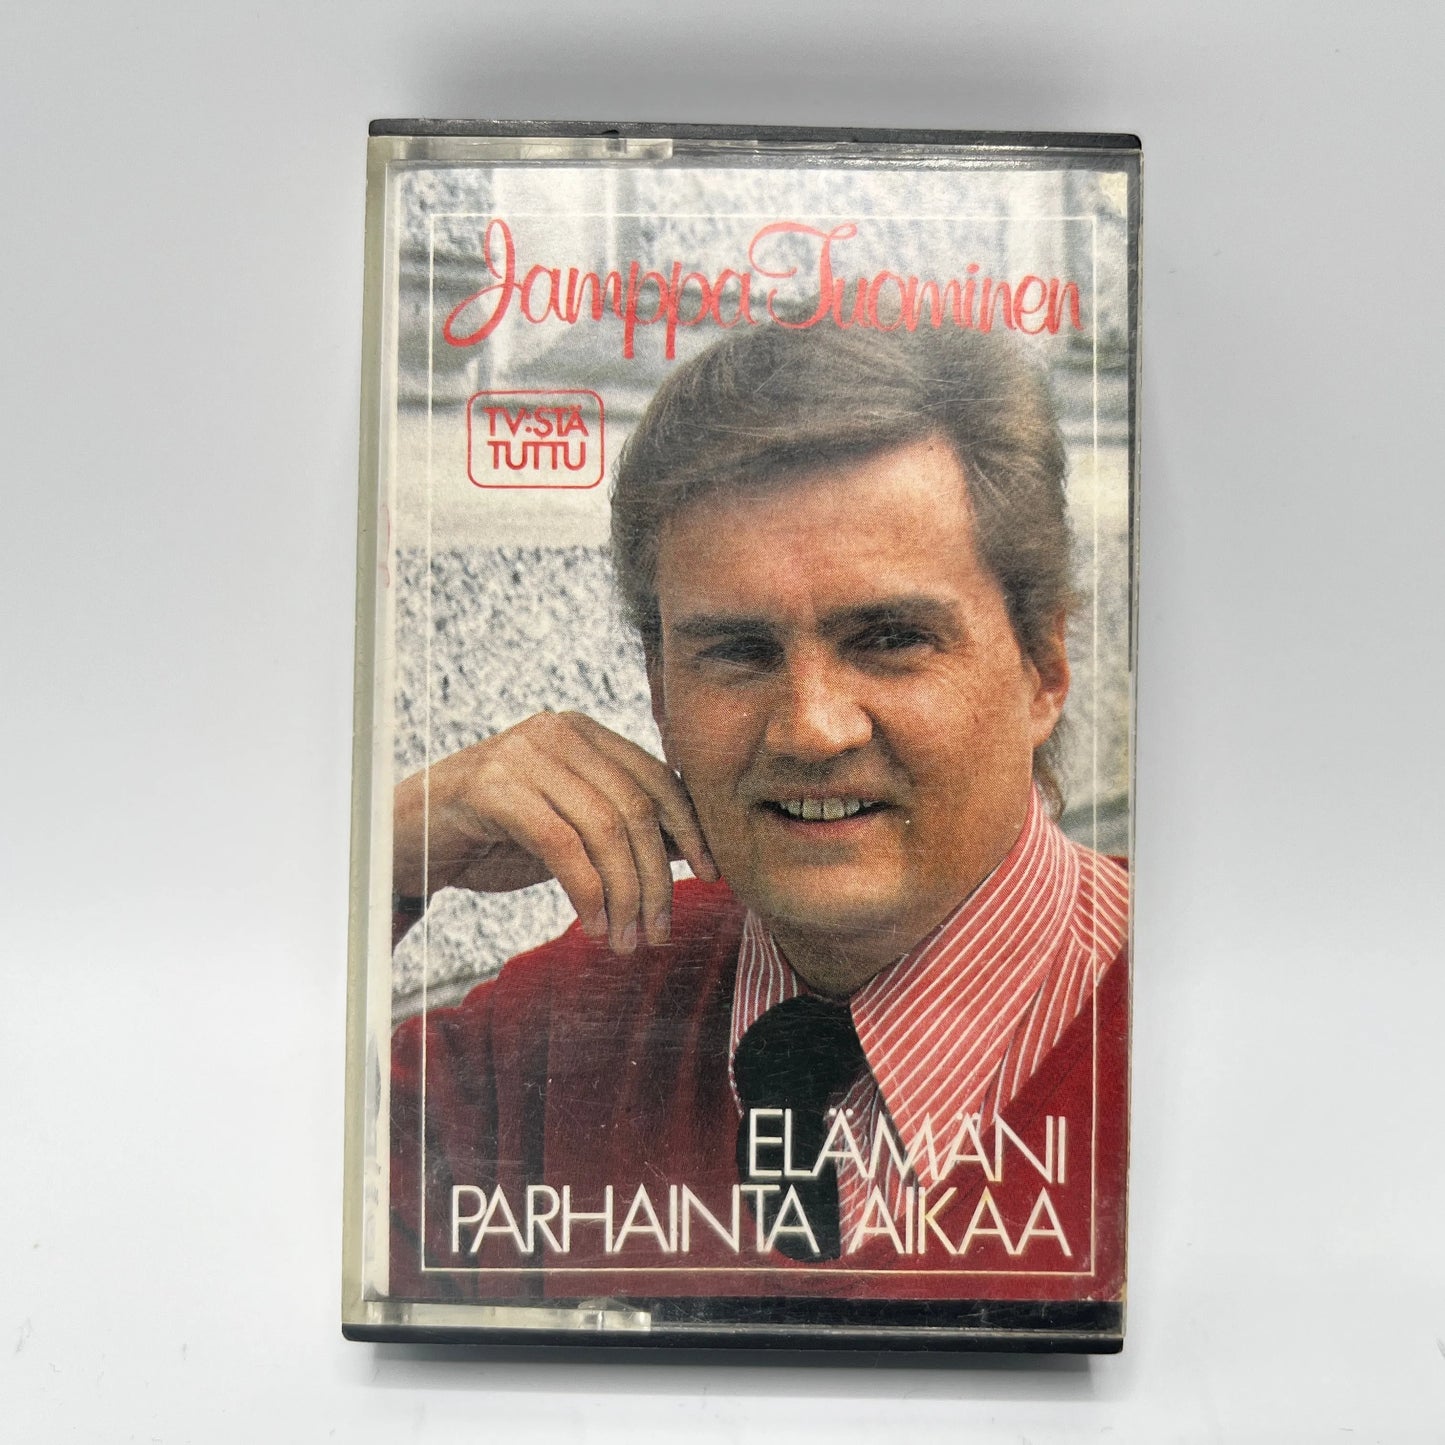 Jamppa Tuominen
TV:STÄ
TUTTU
ELÄMÄNI
PARHAINTA AIKAA